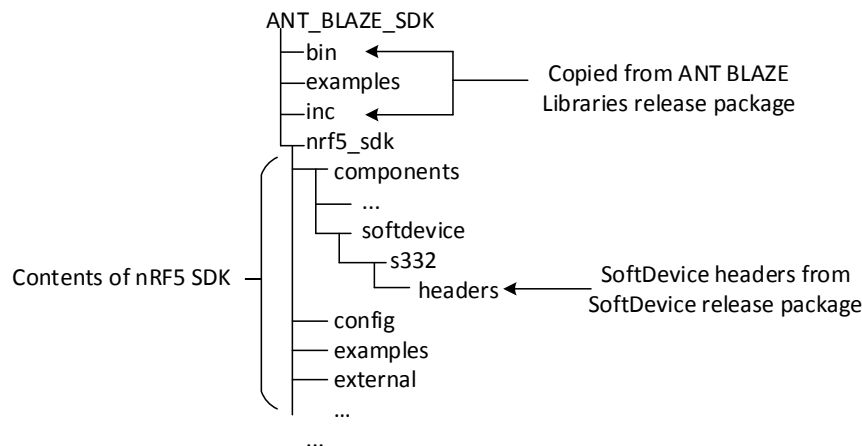 ANT_BLAZE_SDK
bin
examples
inc
Copied from ANT BLAZE
Libraries release package
nrf5_sdk
components
...
softdevice
s332
headers
Contents of nRF5 SDK
SoftDevice headers from
SoftDevice release package
config
examples
external
...
...